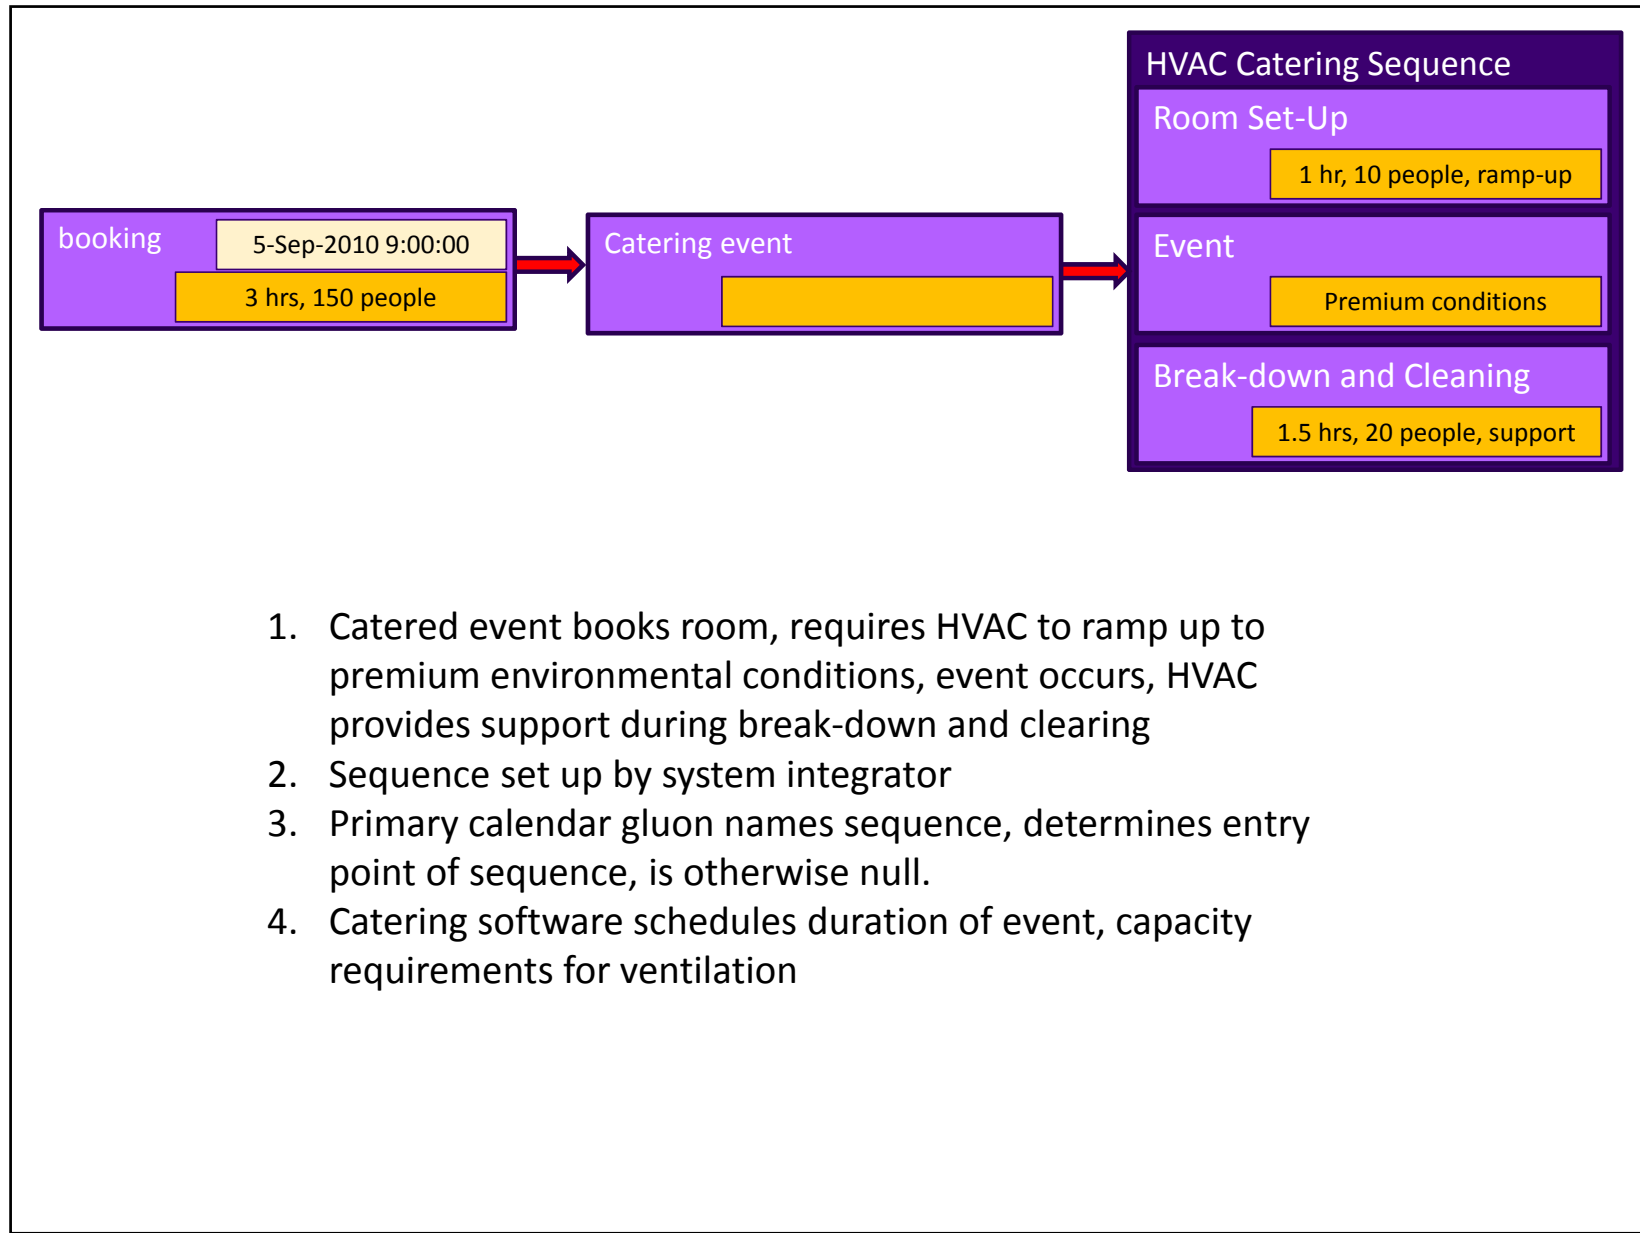 HVAC Catering Sequence
Room Set-Up
1 hr, 10 people, ramp-up
booking
5-Sep-2010 9:00:00
3 hrs, 150 people
Catering event
Event
Premium conditions
Break-down and Cleaning
1.5 hrs, 20 people, support
1. Catered event books room, requires HVAC to ramp up to
premium environmental conditions, event occurs, HVAC
provides support during break-down and clearing
2. Sequence set up by system integrator
3. Primary calendar gluon names sequence, determines entry
point of sequence, is otherwise null.
4. Catering software schedules duration of event, capacity
requirements for ventilation